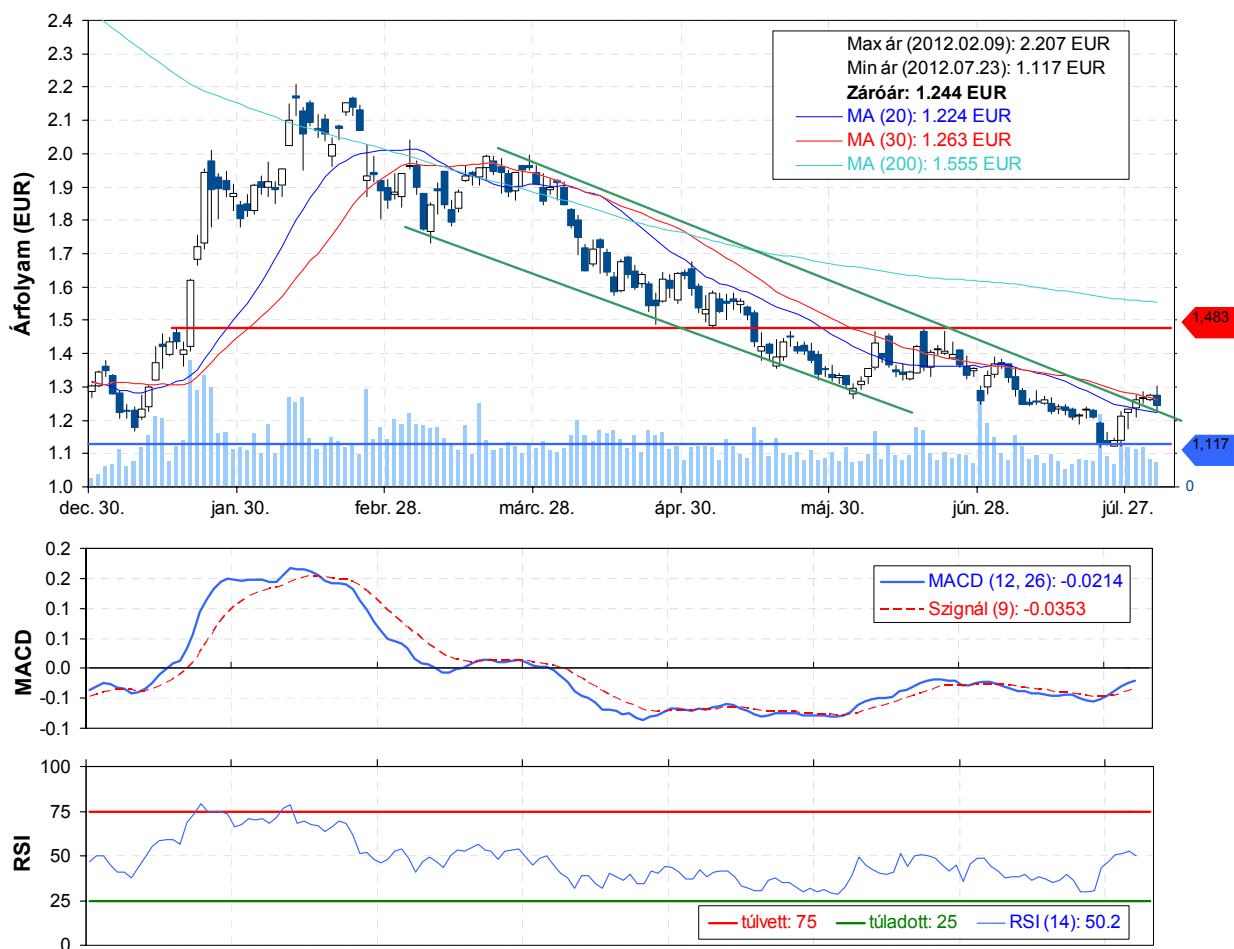 2.4
2.3
2.2
2.1
2.0
1.9
1.8
1.7
1.6
1.5
1.4
1.3
1.2
1.1
1.0
Árfolyam (EUR)
Max ár (2012.02.09): 2.207 EUR
Min ár (2012.07.23): 1.117 EUR
Záróár: 1.244 EUR
MA (20): 1.224 EUR
MA (30): 1.263 EUR
MA (200): 1.555 EUR
1,483
1,117
0
dec. 30. jan. 30. febr. 28. márc. 28. ápr. 30. máj. 30. jún. 28. júl. 27.
0.2
0.2
0.1
0.1
0.0
-0.1
-0.1
MACD
MACD (12, 26): -0.0214
Szignál (9): -0.0353
100
75
50
25
0
RSI
túlvett: 75 túladott: 25 RSI (14): 50.2